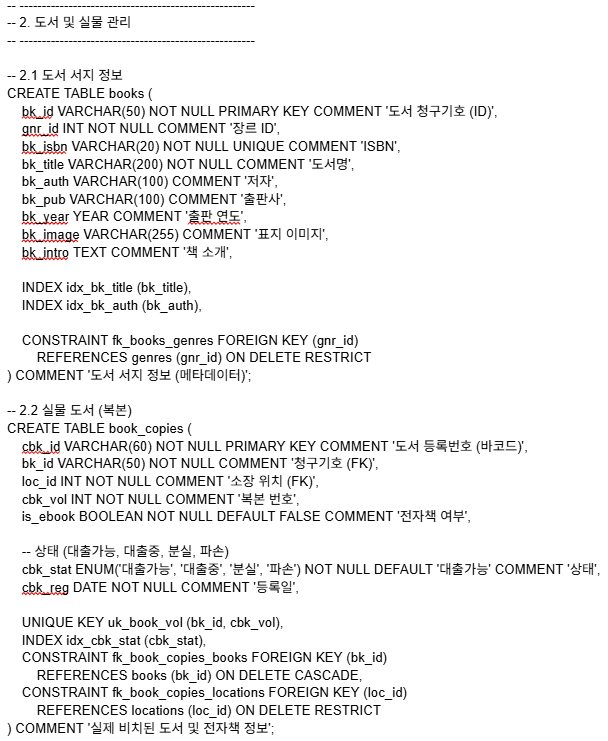 -- -------------------------------------------------------
-- 2. 도서 및 실물 관리
-- -------------------------------------------------------
-- 2.1 도서 서지 정보
CREATE TABLE books (
bk_id VARCHAR(50) NOT NULL PRIMARY KEY COMMENT '도서 청구기호 (ID)',
gnr_id INT NOT NULL COMMENT '장르 ID',
bk_isbn VARCHAR(20) NOT NULL UNIQUE COMMENT 'ISBN',
bk_title VARCHAR(200) NOT NULL COMMENT '도서명',
bk_auth VARCHAR(100) COMMENT '저자',
bk_pub VARCHAR(100) COMMENT '출판사',
bk_year YEAR COMMENT '출판 연도',
bk_image VARCHAR(255) COMMENT '표지 이미지',
bk_intro TEXT COMMENT '책 소개',
INDEX idx_bk_title (bk_title),
INDEX idx_bk_auth (bk_auth),
CONSTRAINT fk_books_genres FOREIGN KEY (gnr_id)
REFERENCES genres (gnr_id) ON DELETE RESTRICT
) COMMENT '도서 서지 정보 (메타데이터)';
-- 2.2 실물 도서 (복본)
CREATE TABLE book_copies (
cbk_id VARCHAR(60) NOT NULL PRIMARY KEY COMMENT '도서 등록번호 (바코드)',
bk_id VARCHAR(50) NOT NULL COMMENT '청구기호 (FK)',
loc_id INT NOT NULL COMMENT '소장 위치 (FK)',
cbk_vol INT NOT NULL COMMENT '복본 번호',
is_ebook BOOLEAN NOT NULL DEFAULT FALSE COMMENT '전자책 여부',
-- 상태 (대출가능, 대출중, 분실, 파손)
cbk_stat ENUM('대출가능', '대출중', '분실', '파손') NOT NULL DEFAULT '대출가능' COMMENT '상태',
cbk_reg DATE NOT NULL COMMENT '등록일',
UNIQUE KEY uk_book_vol (bk_id, cbk_vol),
INDEX idx_cbk_stat (cbk_stat),
CONSTRAINT fk_book_copies_books FOREIGN KEY (bk_id)
REFERENCES books (bk_id) ON DELETE CASCADE,
CONSTRAINT fk_book_copies_locations FOREIGN KEY (loc_id)
REFERENCES locations (loc_id) ON DELETE RESTRICT
) COMMENT '실제 비치된 도서 및 전자책 정보';